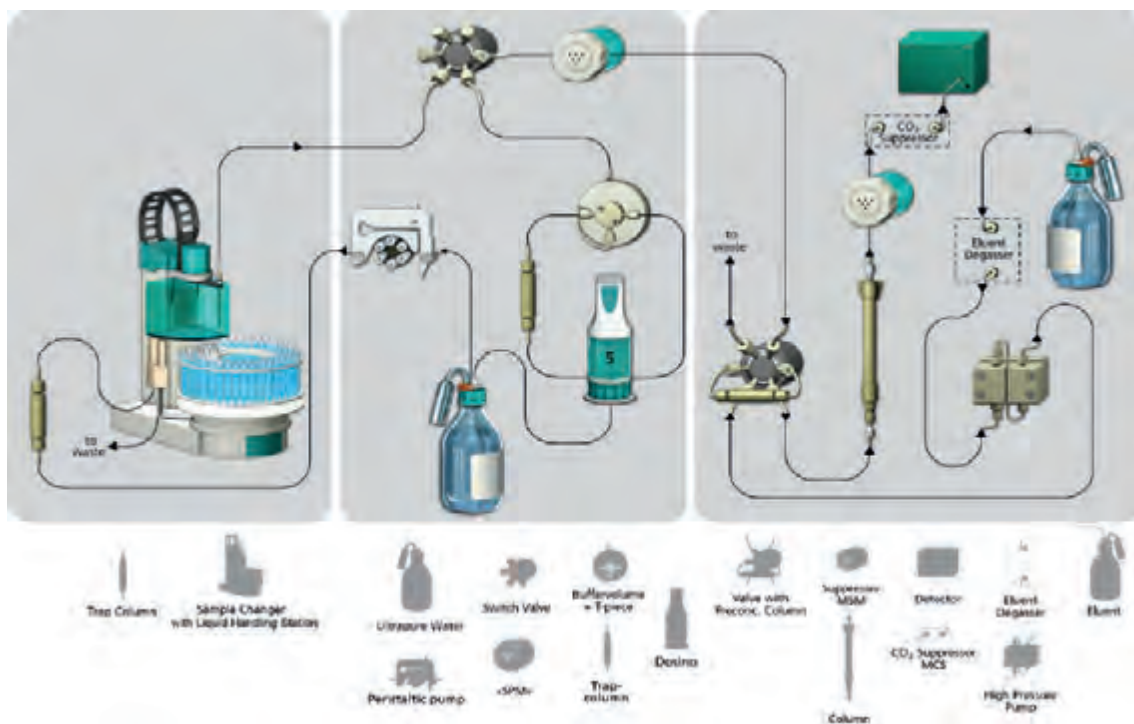 CO₂
Suppressor
to
waste
Eluent
Degasser
5
to
waste
Trap Column
Sample Changer
with Liquid Handling Station
Ultrapure Water
Peristaltic pump
Switch Valve
«SPM»
Buffervolume
+ T-piece
Trap-
column
Dosino
Valve with
Preconc. Column
Suppressor
MSM
Column
Detector
CO₂ Suppressor
MCS
Eluent
Degasser
High Pressure
Pump
Eluent